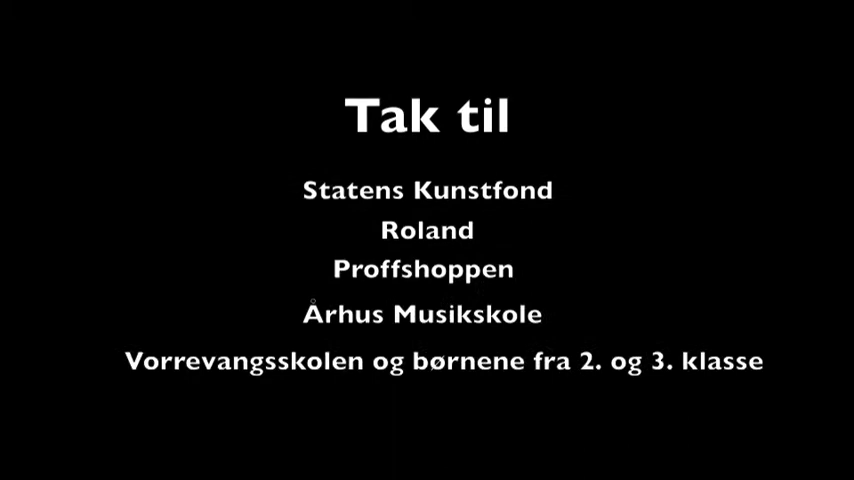 Tak til
Statens Kunstfond
Roland
Proffshoppen
Århus Musikskole
Vorrevangsskolen og børnene fra 2. og 3. klasse